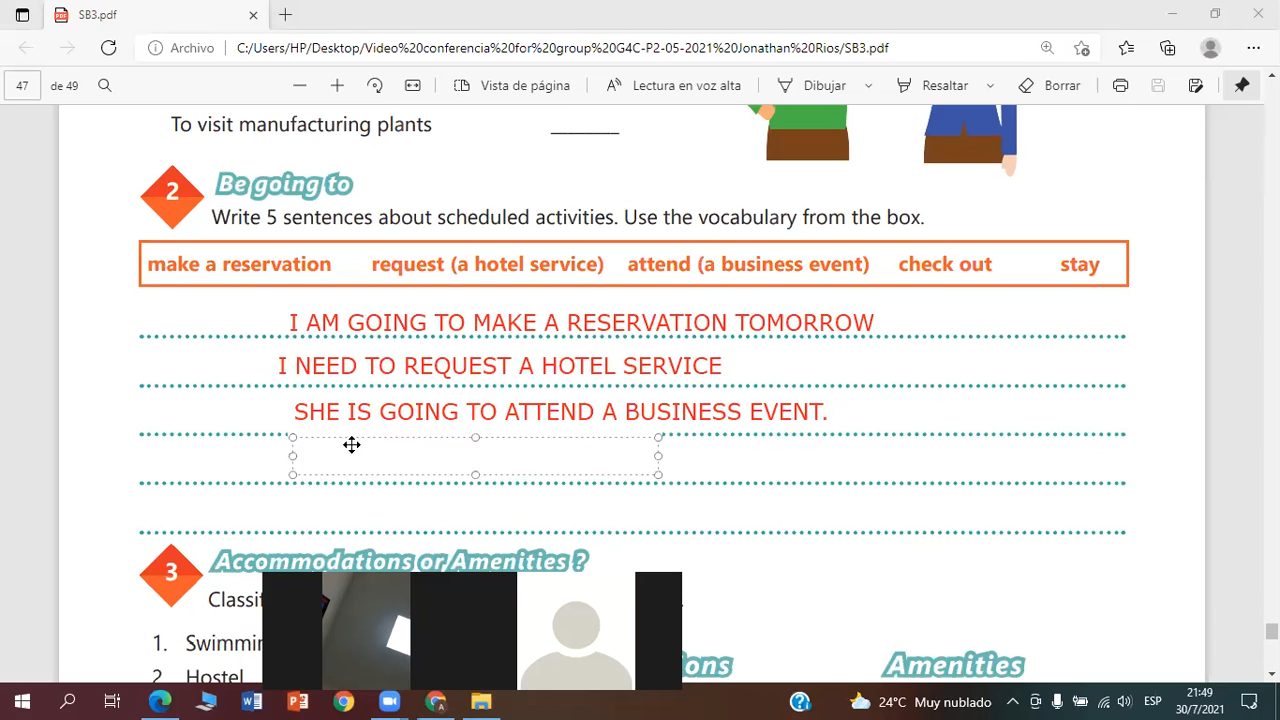 SB3.pdf
Archivo C:/Users/HP/Desktop/Video%20conferencia%20for%20group%20G4C-P2-05-2021%20Jonathan%20Rios/SB3.pdf
47 de 49 Vista de página Lectura en voz alta Dibujar Resaltar Borrar
To visit manufacturing plants ________
2 Be going to
Write 5 sentences about scheduled activities. Use the vocabulary from the box.
make a reservation request (a hotel service) attend (a business event) check out stay
I AM GOING TO MAKE A RESERVATION TOMORROW
I NEED TO REQUEST A HOTEL SERVICE
SHE IS GOING TO ATTEND A BUSINESS EVENT.
3 Accommodations or Amenities ?
1.
2. Hostel
Amenities
24°C Muy nublado ESP 21:49
30/7/2021